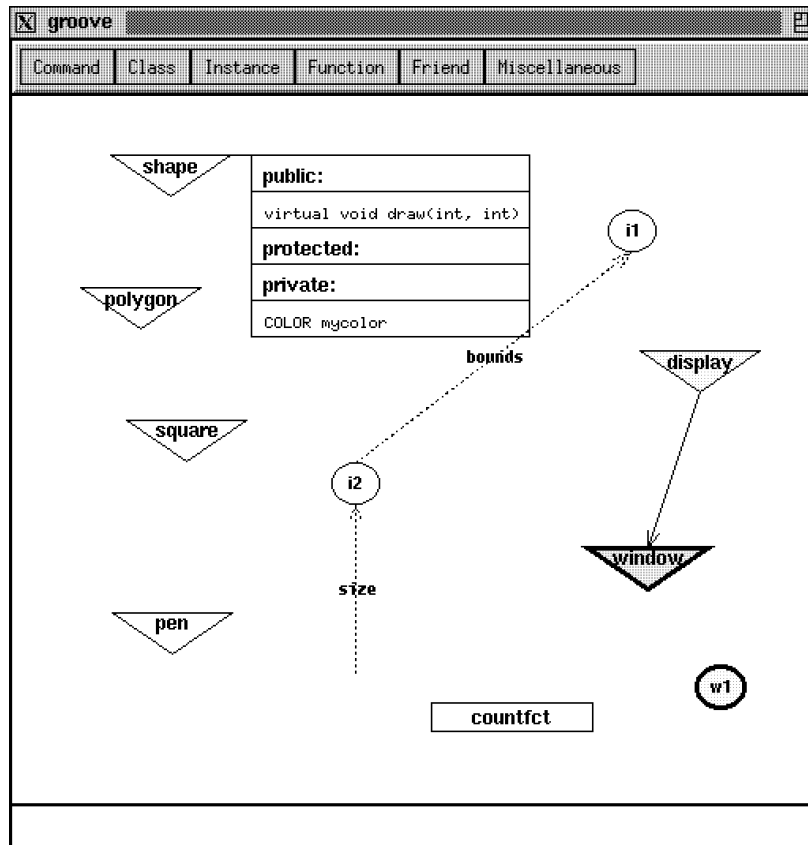 groove
Command Class Instance Function Friend Miscellaneous
shape
public:
virtual void draw(int, int)
protected:
private:
COLOR mycolor
i1
polygon
bounds
display
square
i2
window
size
pen
w1
countfct